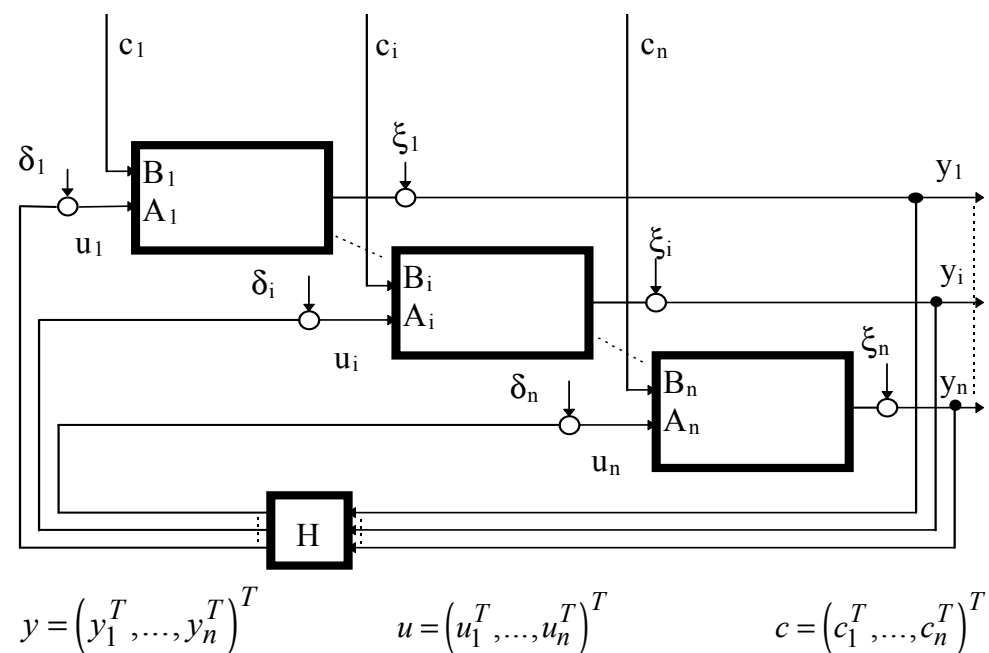 c₁ cᵢ cₙ
δ₁ ξ₁
B₁ y₁
A₁
u₁
δᵢ ξᵢ
Bᵢ yᵢ
Aᵢ
uᵢ
δₙ ξₙ
Bₙ yₙ
Aₙ
uₙ
H
y = (y₁ᵀ,...,yₙᵀ)ᵀ u = (u₁ᵀ,...,uₙᵀ)ᵀ c = (c₁ᵀ,...,cₙᵀ)ᵀ